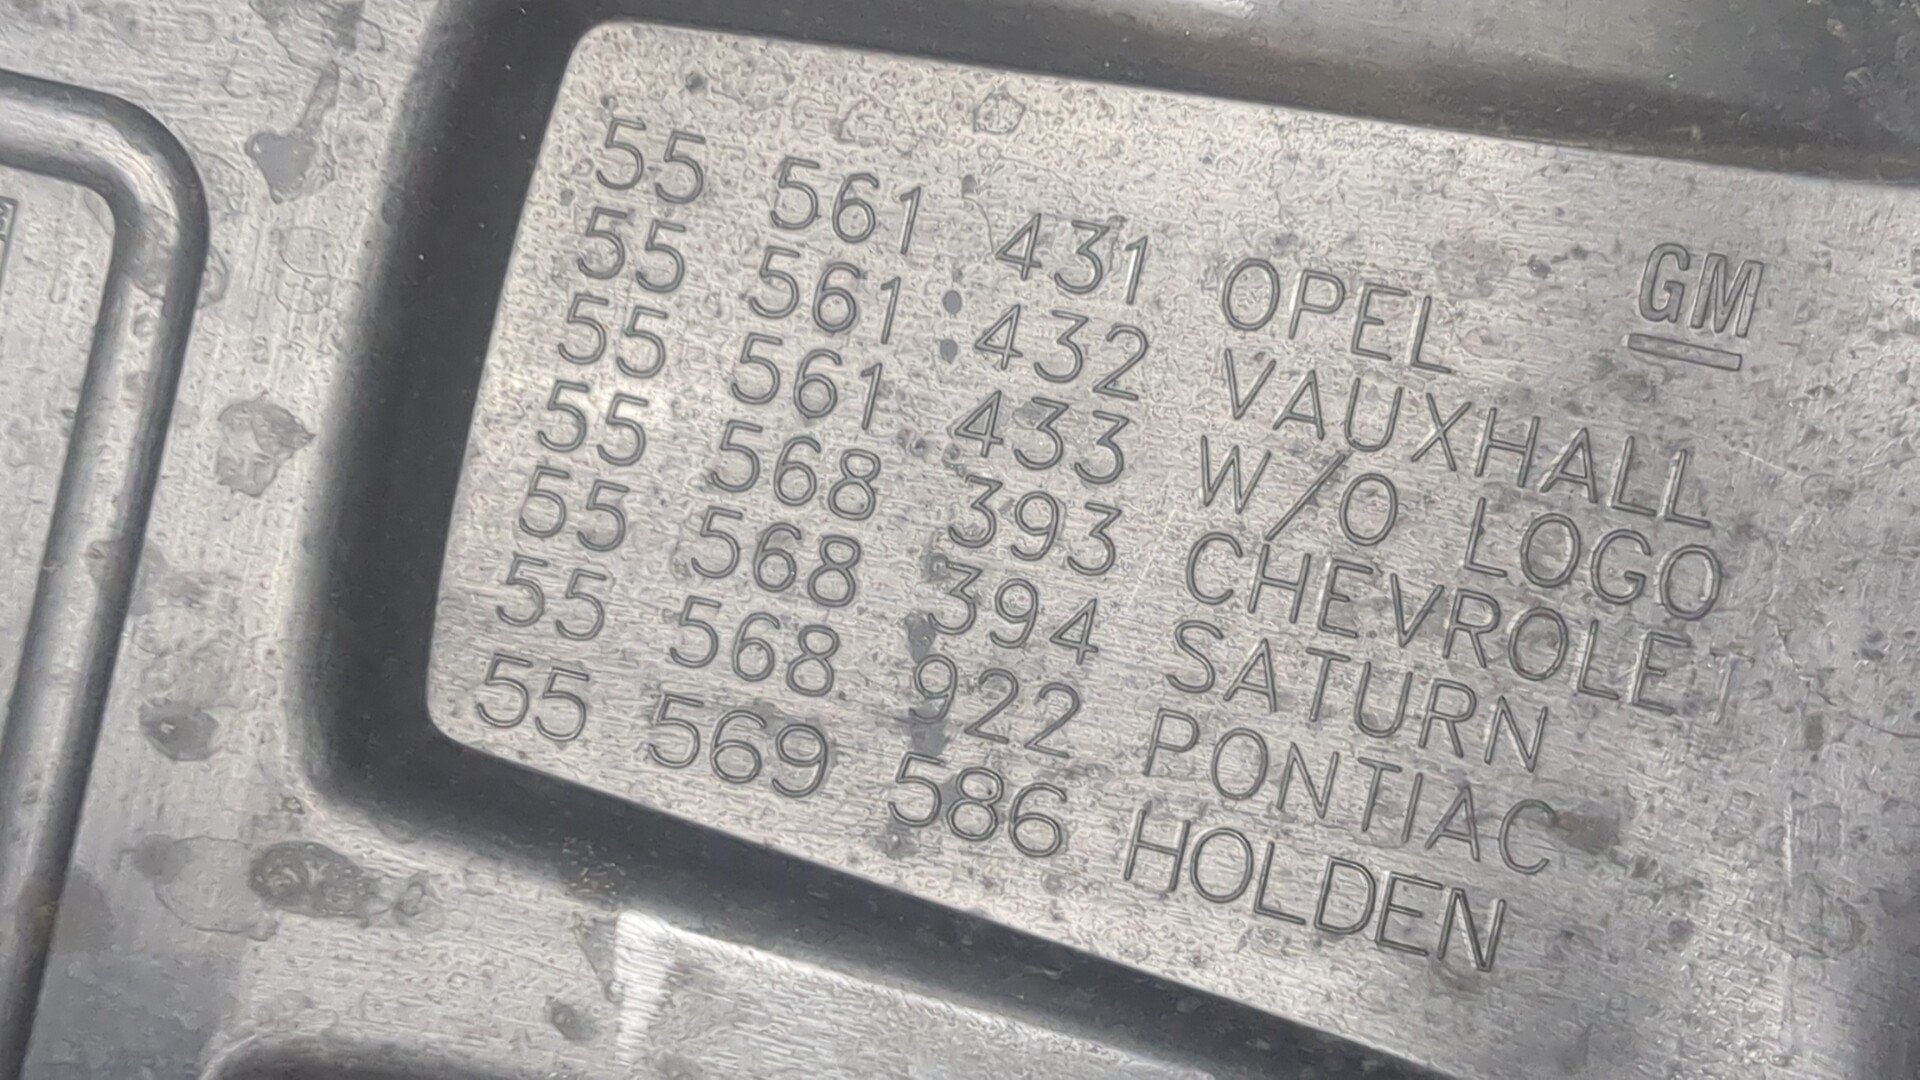 55 561 431 OPEL GM
55 561 432 VAUXHALL
55 561 433 W/O LOGO
55 568 393 CHEVROLET
55 568 394 SATURN
55 568 922 PONTIAC
55 569 586 HOLDEN